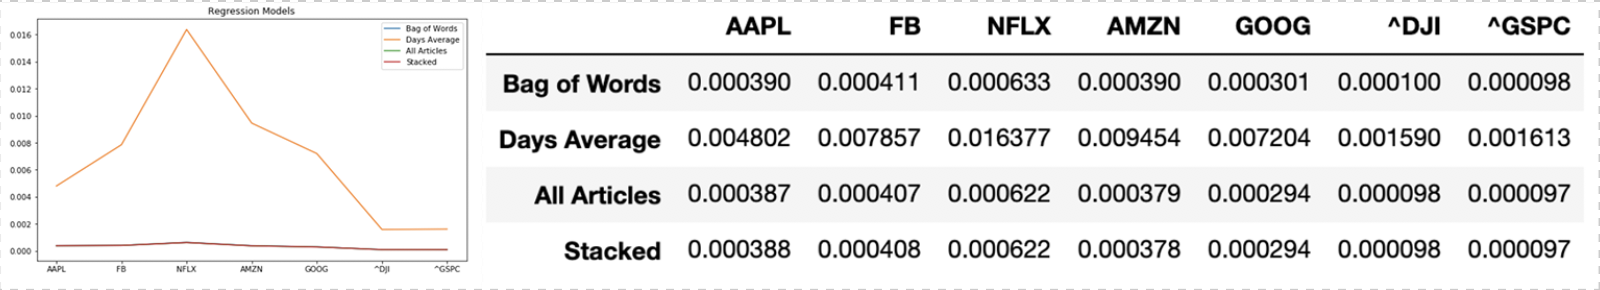 Regression Models
Bag of Words
Days Average
All Articles
Stacked
0.016
0.014
0.012
0.010
0.008
0.006
0.004
0.002
0.000
AAPL FB NFLX AMZN GOOG ^DJI ^GSPC
AAPL FB NFLX AMZN GOOG ^DJI ^GSPC
Bag of Words 0.000390 0.000411 0.000633 0.000390 0.000301 0.000100 0.000098
Days Average 0.004802 0.007857 0.016377 0.009454 0.007204 0.001590 0.001613
All Articles 0.000387 0.000407 0.000622 0.000379 0.000294 0.000098 0.000097
Stacked 0.000388 0.000408 0.000622 0.000378 0.000294 0.000098 0.000097